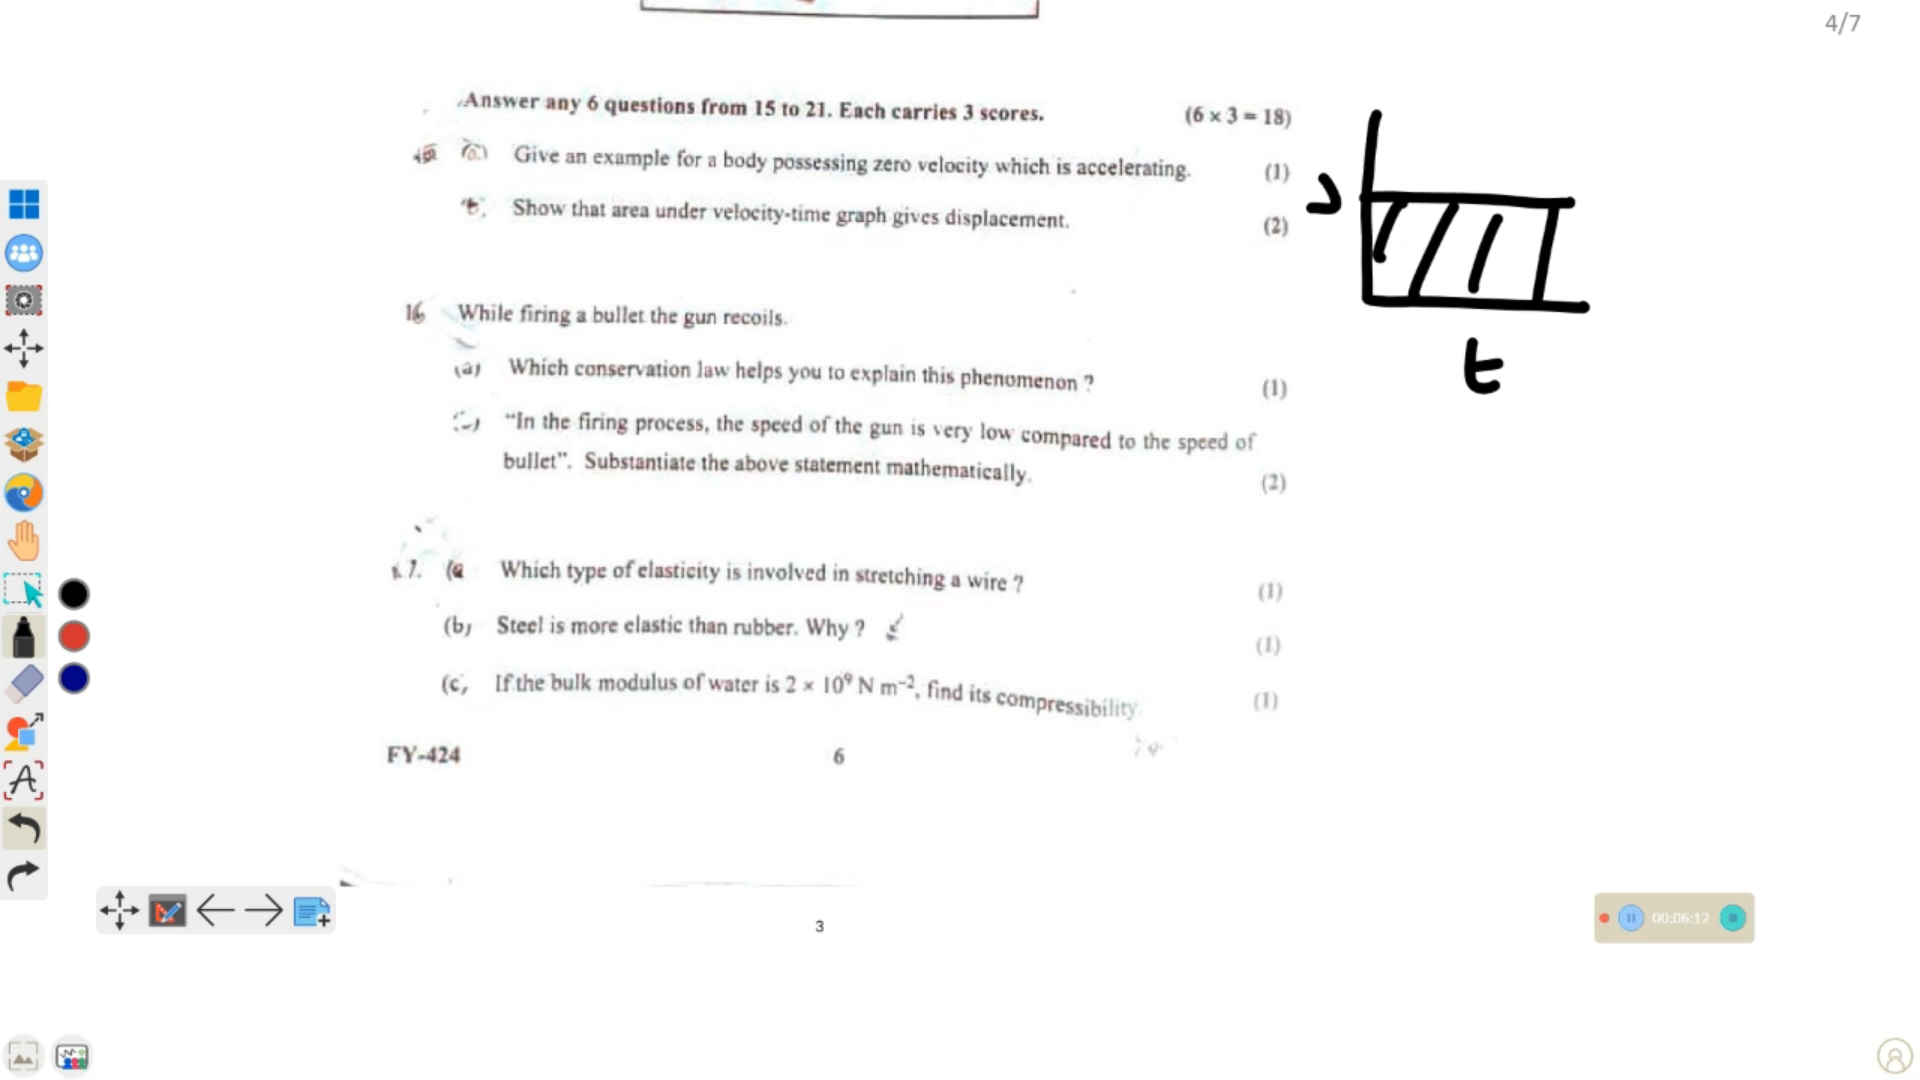 4/7
Answer any 6 questions from 15 to 21. Each carries 3 scores. (6 × 3 = 18)
(a) Give an example for a body possessing zero velocity which is accelerating. (1)
Show that area under velocity-time graph gives displacement. (2)
16 While firing a bullet the gun recoils.
(a) Which conservation law helps you to explain this phenomenon ? (1)
"In the firing process, the speed of the gun is very low compared to the speed of
bullet". Substantiate the above statement mathematically. (2)
t
7. (a Which type of elasticity is involved in stretching a wire ? (1)
(b) Steel is more elastic than rubber. Why ? (1)
(c) If the bulk modulus of water is 2 × 10⁹ N m⁻², find its compressibility. (1)
FY-424 6
3
00:06:12